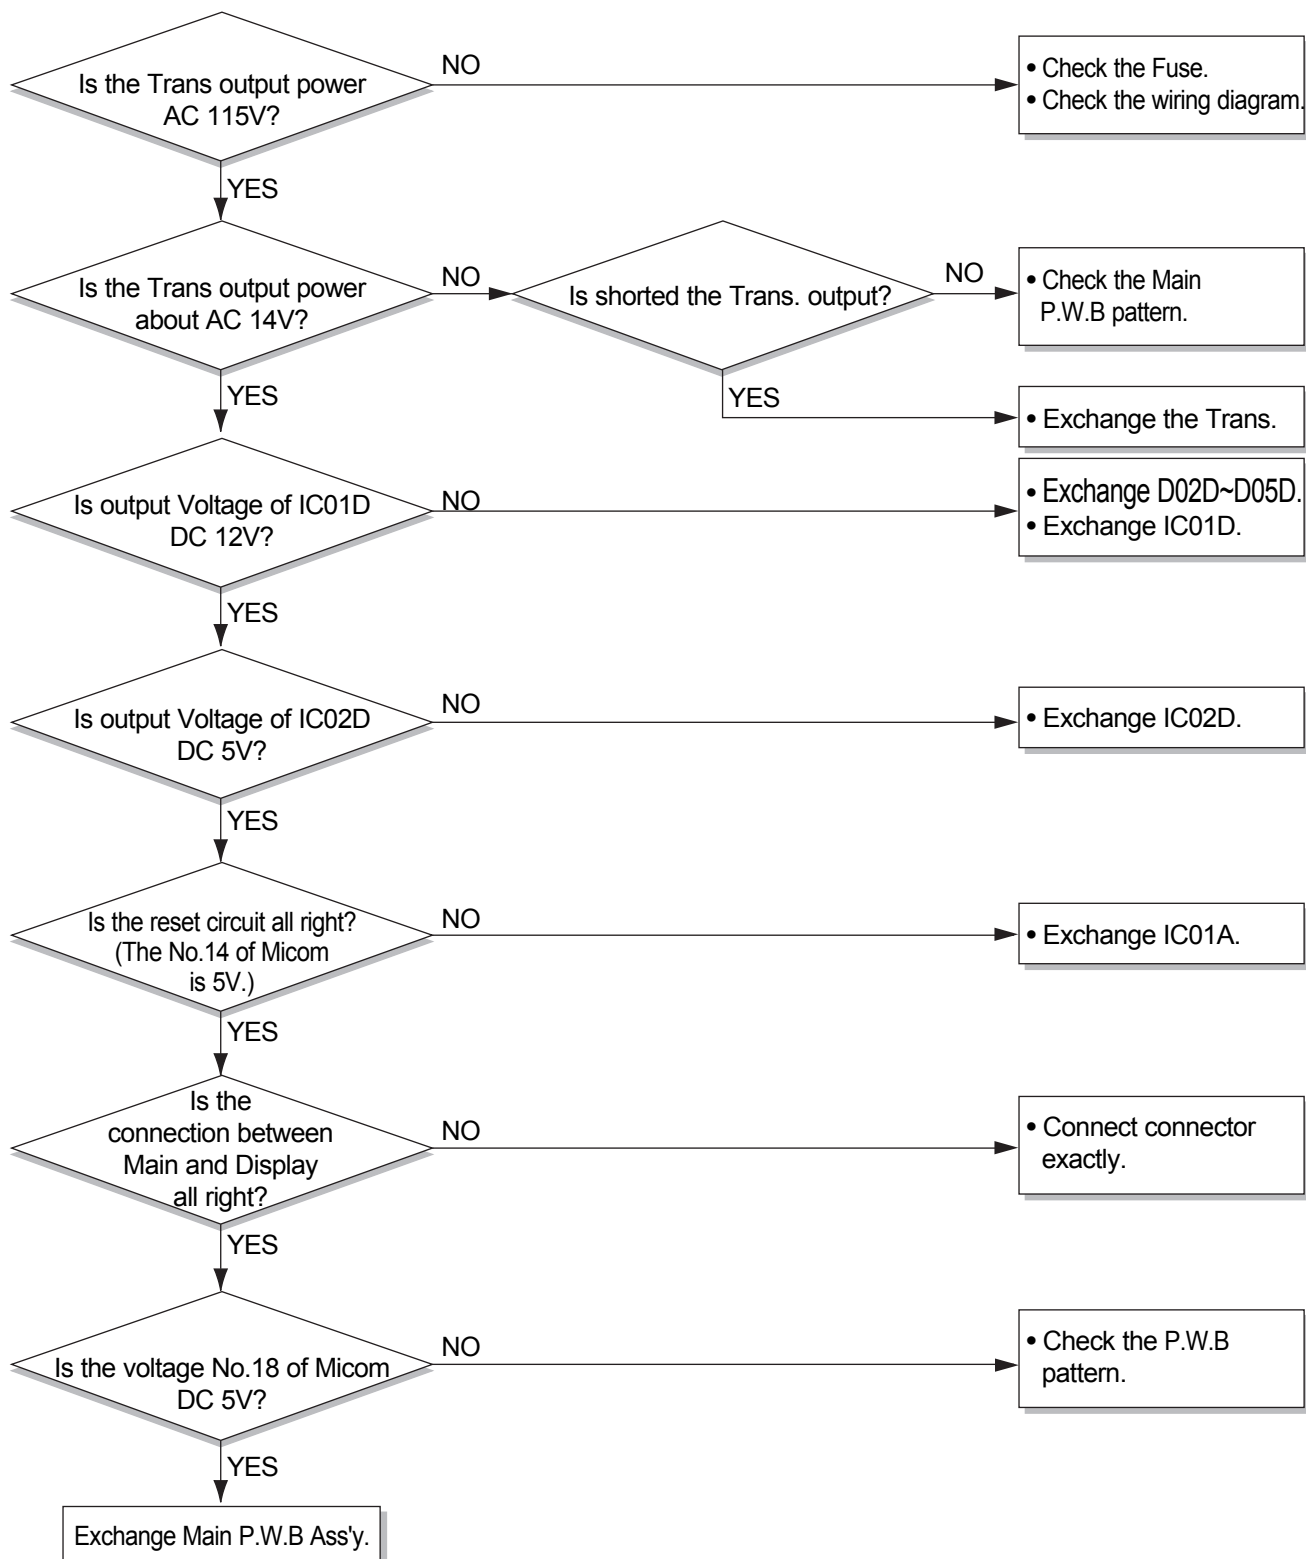 Is the Trans output power
AC 115V?
NO
• Check the Fuse.
• Check the wiring diagram.
YES
Is the Trans output power
about AC 14V?
NO
Is shorted the Trans. output?
NO
• Check the Main
P.W.B pattern.
YES
• Exchange the Trans.
YES
Is output Voltage of IC01D
DC 12V?
NO
• Exchange D02D~D05D.
• Exchange IC01D.
YES
Is output Voltage of IC02D
DC 5V?
NO
• Exchange IC02D.
YES
Is the reset circuit all right?
(The No.14 of Micom
is 5V.)
NO
• Exchange IC01A.
YES
Is the
connection between
Main and Display
all right?
NO
• Connect connector
exactly.
YES
Is the voltage No.18 of Micom
DC 5V?
NO
• Check the P.W.B
pattern.
YES
Exchange Main P.W.B Ass'y.